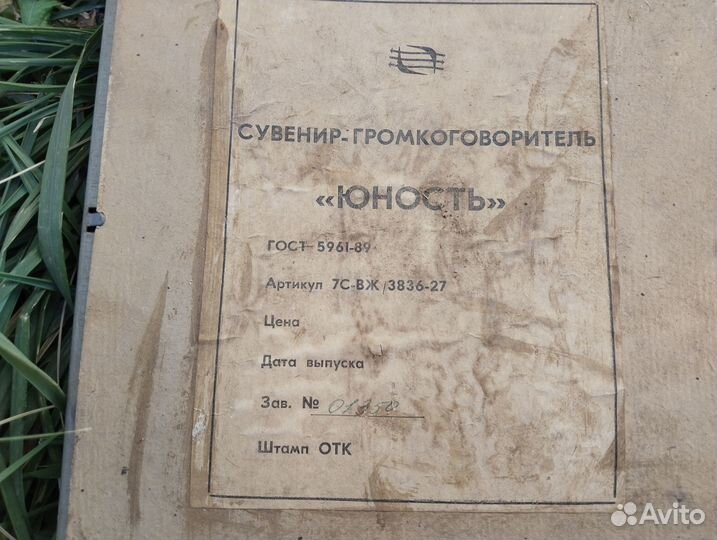 СУВЕНИР-ГРОМКОГОВОРИТЕЛЬ
«ЮНОСТЬ»
ГОСТ 5961-89
Артикул 7С-ВЖ/3836-27
Цена
Дата выпуска
Зав. №
Штамп ОТК
Avito